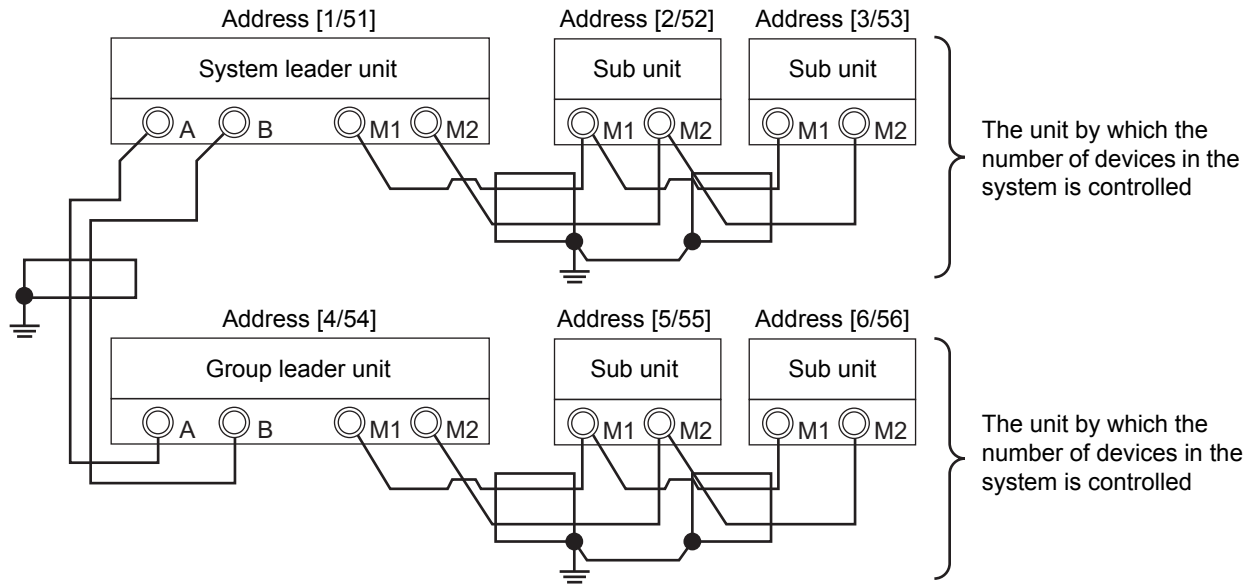 Address [1/51]
Address [2/52]
Address [3/53]
System leader unit
Sub unit
Sub unit
A
B
M1
M2
M1
M2
M1
M2
The unit by which the
number of devices in the
system is controlled
Address [4/54]
Address [5/55]
Address [6/56]
Group leader unit
Sub unit
Sub unit
A
B
M1
M2
M1
M2
M1
M2
The unit by which the
number of devices in the
system is controlled